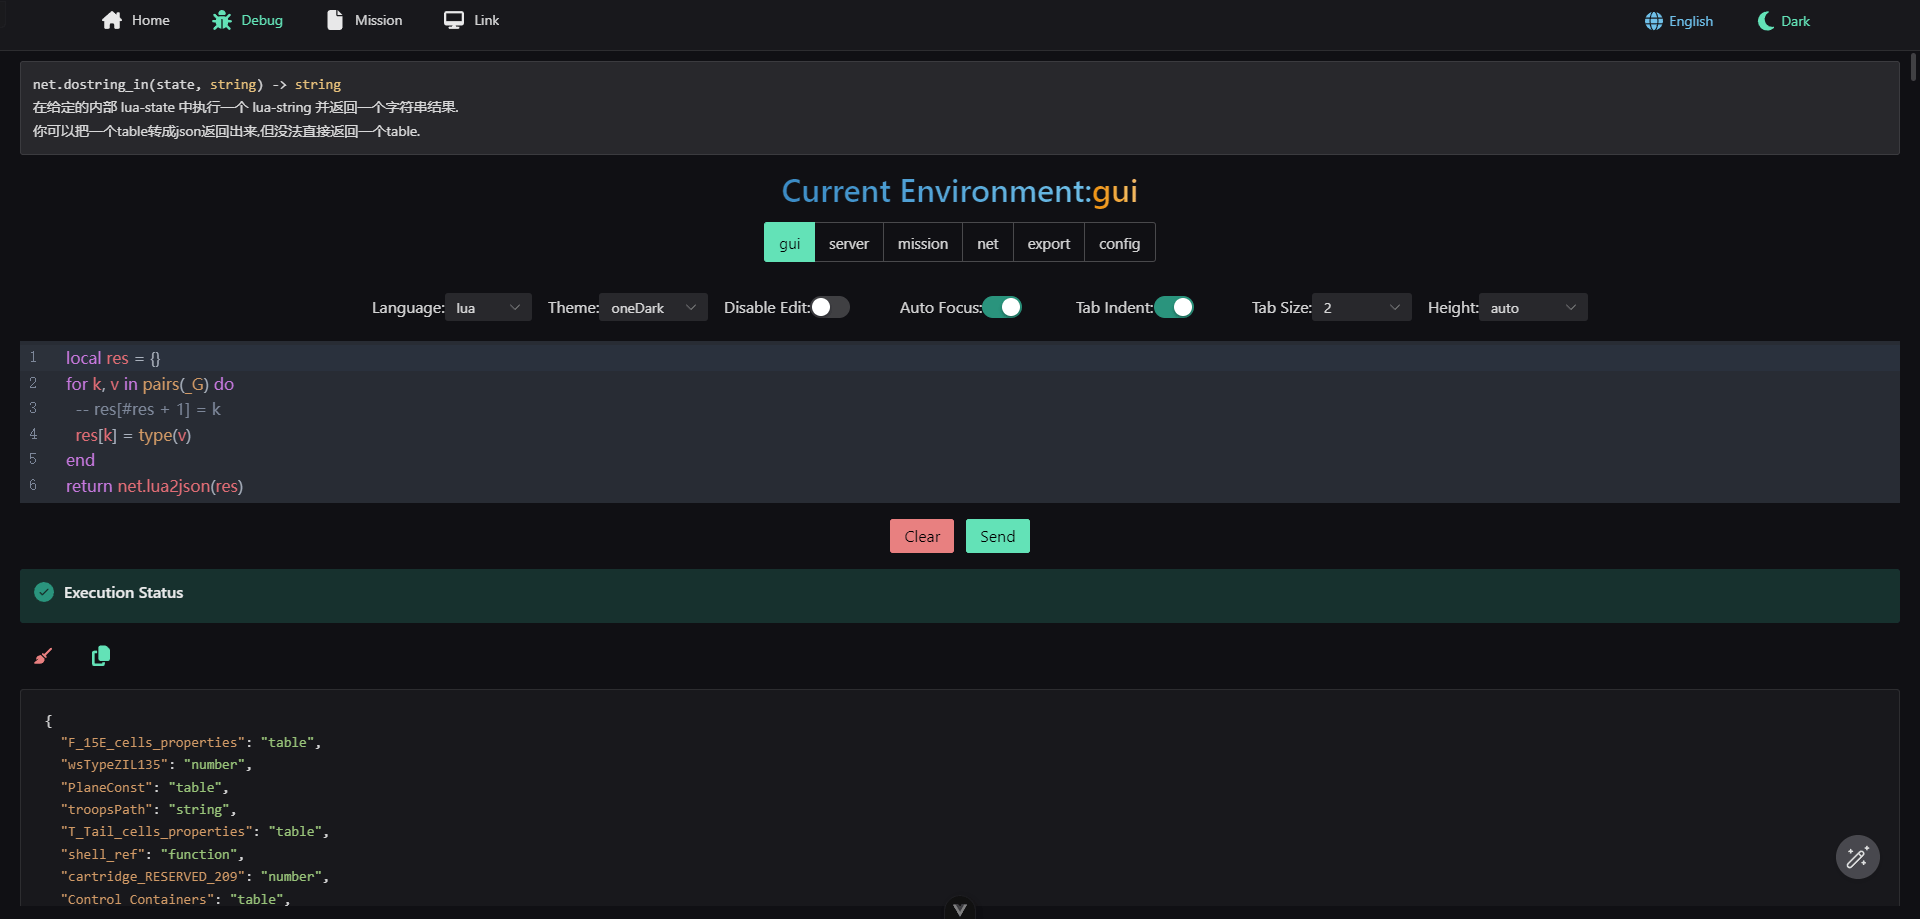 Home Debug Mission Link English Dark
net.dostring_in(state, string) -> string
在给定的内部 lua-state 中执行一个 lua-string 并返回一个字符串结果.
你可以把一个table转成json返回出来,但没法直接返回一个table.
Current Environment:gui
gui server mission net export config
Language: lua Theme: oneDark Disable Edit: Auto Focus: Tab Indent: Tab Size: 2 Height: auto
1 local res = {}
2 for k, v in pairs(_G) do
3 -- res[#res + 1] = k
4 res[k] = type(v)
5 end
6 return net.lua2json(res)
Clear Send
Execution Status
{
"F_15E_cells_properties": "table",
"wsTypeZIL135": "number",
"PlaneConst": "table",
"troopsPath": "string",
"T_Tail_cells_properties": "table",
"shell_ref": "function",
"cartridge_RESERVED_209": "number",
"Control Containers": "table",